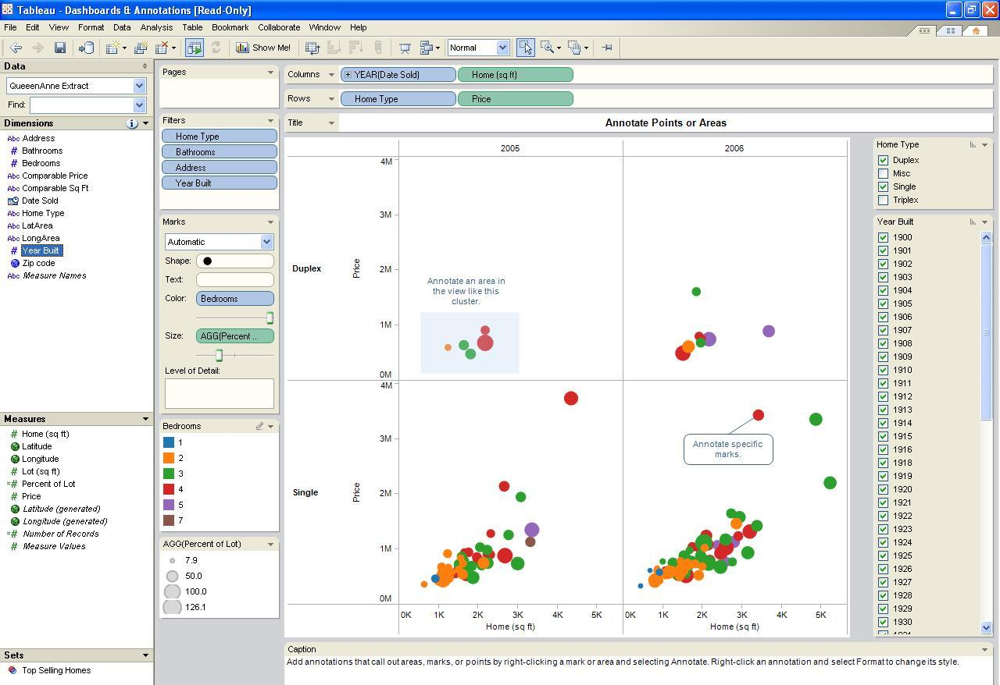 Tableau - Dashboards & Annotations [Read-Only]
File Edit View Format Data Analysis Table Bookmark Collaborate Window Help
Show Me! Normal
Data
QueeenAnne Extract
Find:
Dimensions
Abc Address
# Bathrooms
# Bedrooms
Abc Comparable Price
Abc Comparable Sq Ft
Date Sold
Abc Home Type
Abc LatArea
Abc LongArea
# Year Built
Zip code
Abc Measure Names
Measures
# Home (sq ft)
Latitude
Longitude
# Lot (sq ft)
=# Percent of Lot
# Price
Latitude (generated)
Longitude (generated)
=# Number of Records
# Measure Values
Sets
Top Selling Homes
Pages
Filters
Home Type
Bathrooms
Address
Year Built
Marks
Automatic
Shape:
Text:
Color: Bedrooms
Size: AGG(Percent ..
Level of Detail:
Bedrooms
1
2
3
4
5
7
AGG(Percent of Lot)
7.9
50.0
100.0
126.1
Columns YEAR(Date Sold) Home (sq ft)
Rows Home Type Price
Title Annotate Points or Areas
2005 2006
Duplex
Price
4M
3M
2M
1M
0M
Annotate an area in
the view like this
cluster.
Single
Price
4M
3M
2M
1M
0M
Annotate specific
marks.
0K 1K 2K 3K 4K 5K 0K 1K 2K 3K 4K 5K
Home (sq ft) Home (sq ft)
Home Type
Duplex
Misc
Single
Triplex
Year Built
1900
1901
1902
1903
1904
1905
1906
1907
1908
1909
1910
1911
1912
1913
1914
1915
1916
1918
1919
1920
1921
1922
1923
1924
1925
1926
1927
1928
1929
1930
Caption
Add annotations that call out areas, marks, or points by right-clicking a mark or area and selecting Annotate. Right-click an annotation and select Format to change its style.